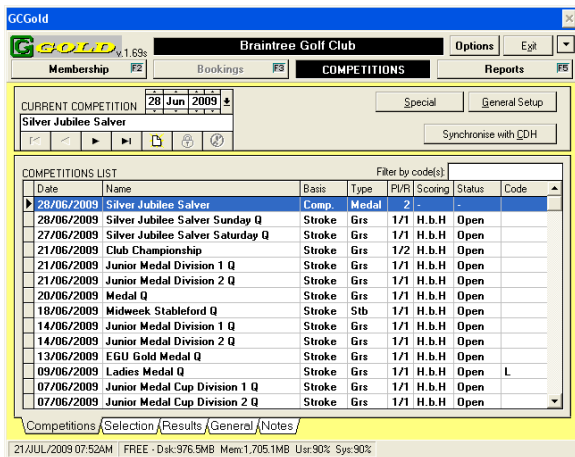 GCGold
G GOLD v.1.69s Braintree Golf Club Options Exit
Membership F2 Bookings F3 COMPETITIONS Reports F5
CURRENT COMPETITION 28 Jun 2009 Special General Setup
Silver Jubilee Salver
Synchronise with CDH
COMPETITIONS LIST Filter by code(s):
Date Name Basis Type Pl/R Scoring Status Code
28/06/2009 Silver Jubilee Salver Comp. Medal 2 - -
28/06/2009 Silver Jubilee Salver Sunday Q Stroke Grs 1/1 H.b.H Open
27/06/2009 Silver Jubilee Salver Saturday Q Stroke Grs 1/1 H.b.H Open
21/06/2009 Club Championship Stroke Grs 1/2 H.b.H Open
21/06/2009 Junior Medal Division 1 Q Stroke Grs 1/1 H.b.H Open
21/06/2009 Junior Medal Division 2 Q Stroke Grs 1/1 H.b.H Open
20/06/2009 Medal Q Stroke Grs 1/1 H.b.H Open
18/06/2009 Midweek Stableford Q Stroke Stb 1/1 H.b.H Open
14/06/2009 Junior Medal Division 1 Q Stroke Grs 1/1 H.b.H Open
14/06/2009 Junior Medal Division 2 Q Stroke Grs 1/1 H.b.H Open
13/06/2009 EGU Gold Medal Q Stroke Grs 1/1 H.b.H Open
09/06/2009 Ladies Medal Q Stroke Grs 1/1 H.b.H Open L
07/06/2009 Junior Medal Cup Division 1 Q Stroke Grs 1/1 H.b.H Open
07/06/2009 Junior Medal Cup Division 2 Q Stroke Grs 1/1 H.b.H Open
Competitions Selection Results General Notes
21/JUL/2009 07:52AM FREE - Dsk:976.5MB Mem:1,705.1MB Usr:90% Sys:90%